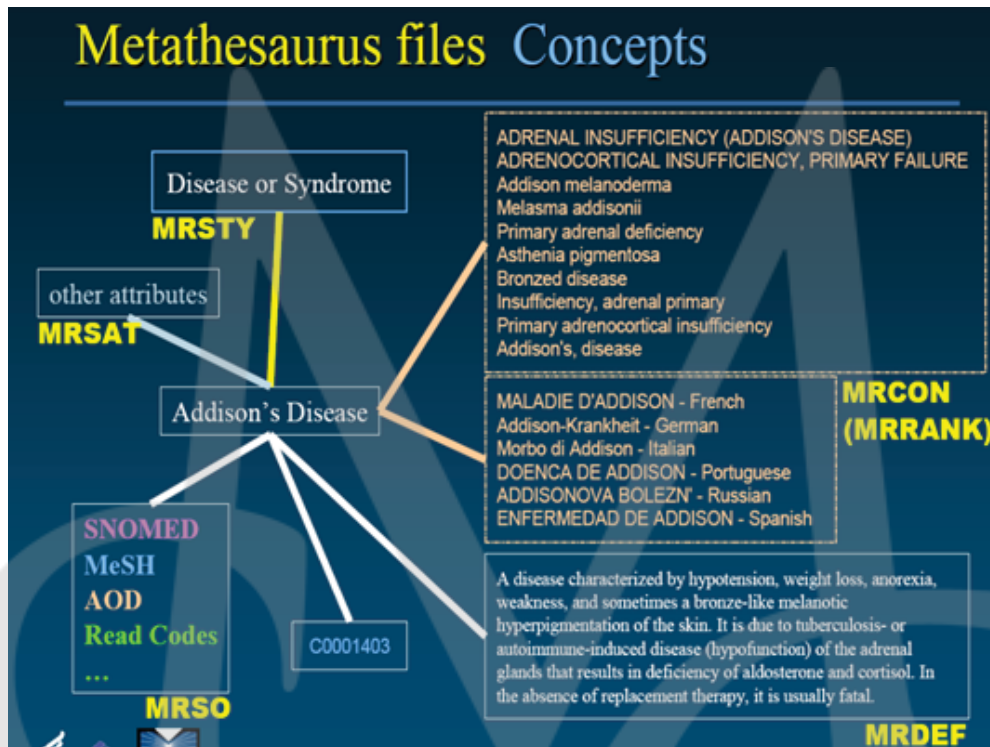 Metathesaurus files Concepts
Disease or Syndrome
MRSTY
other attributes
MRSAT
Addison's Disease
ADRENAL INSUFFICIENCY (ADDISON'S DISEASE)
ADRENOCORTICAL INSUFFICIENCY, PRIMARY FAILURE
Addison melanoderma
Melasma addisonii
Primary adrenal deficiency
Asthenia pigmentosa
Bronzed disease
Insufficiency, adrenal primary
Primary adrenocortical insufficiency
Addison's, disease
MALADIE D'ADDISON - French
Addison-Krankheit - German
Morbo di Addison - Italian
DOENCA DE ADDISON - Portuguese
ADDISONOVA BOLEZN' - Russian
ENFERMEDAD DE ADDISON - Spanish
MRCON
(MRRANK)
SNOMED
MeSH
AOD
Read Codes
...
MRSO
C0001403
A disease characterized by hypotension, weight loss, anorexia,
weakness, and sometimes a bronze-like melanotic
hyperpigmentation of the skin. It is due to tuberculosis- or
autoimmune-induced disease (hypofunction) of the adrenal
glands that results in deficiency of aldosterone and cortisol. In
the absence of replacement therapy, it is usually fatal.
MRDEF